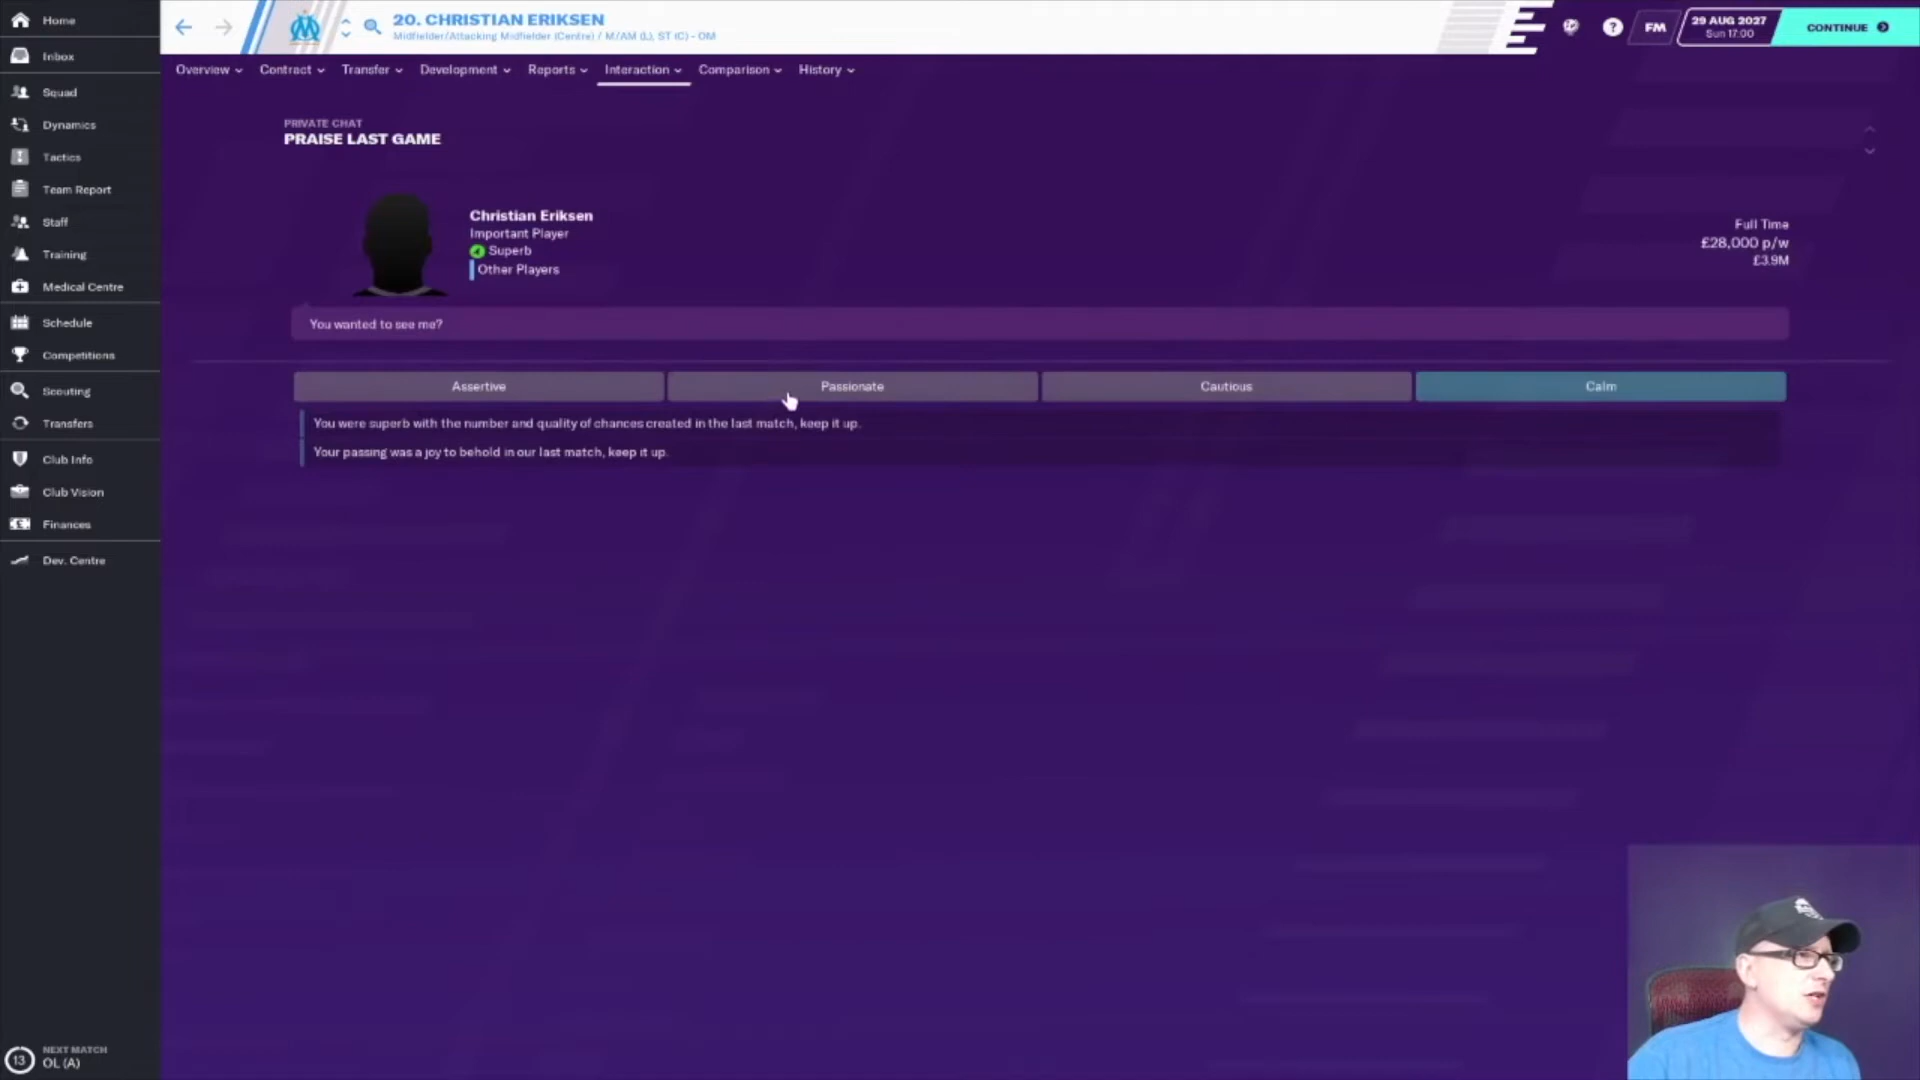 Home
Inbox
Squad
Dynamics
Tactics
Team Report
Staff
Training
Medical Centre
Schedule
Competitions
Scouting
Transfers
Club Info
Club Vision
Finances
Dev. Centre
13
NEXT MATCH
OL (A)
20. CHRISTIAN ERIKSEN
Midfielder/Attacking Midfielder (Centre) / M/AM (L), ST (C) - OM
?
FM
29 AUG 2027
Sun 17:00
CONTINUE
Overview
Contract
Transfer
Development
Reports
Interaction
Comparison
History
PRIVATE CHAT
PRAISE LAST GAME
Christian Eriksen
Important Player
Superb
Other Players
Full Time
£28,000 p/w
£3.9M
You wanted to see me?
Assertive
Passionate
Cautious
Calm
You were superb with the number and quality of chances created in the last match, keep it up.
Your passing was a joy to behold in our last match, keep it up.